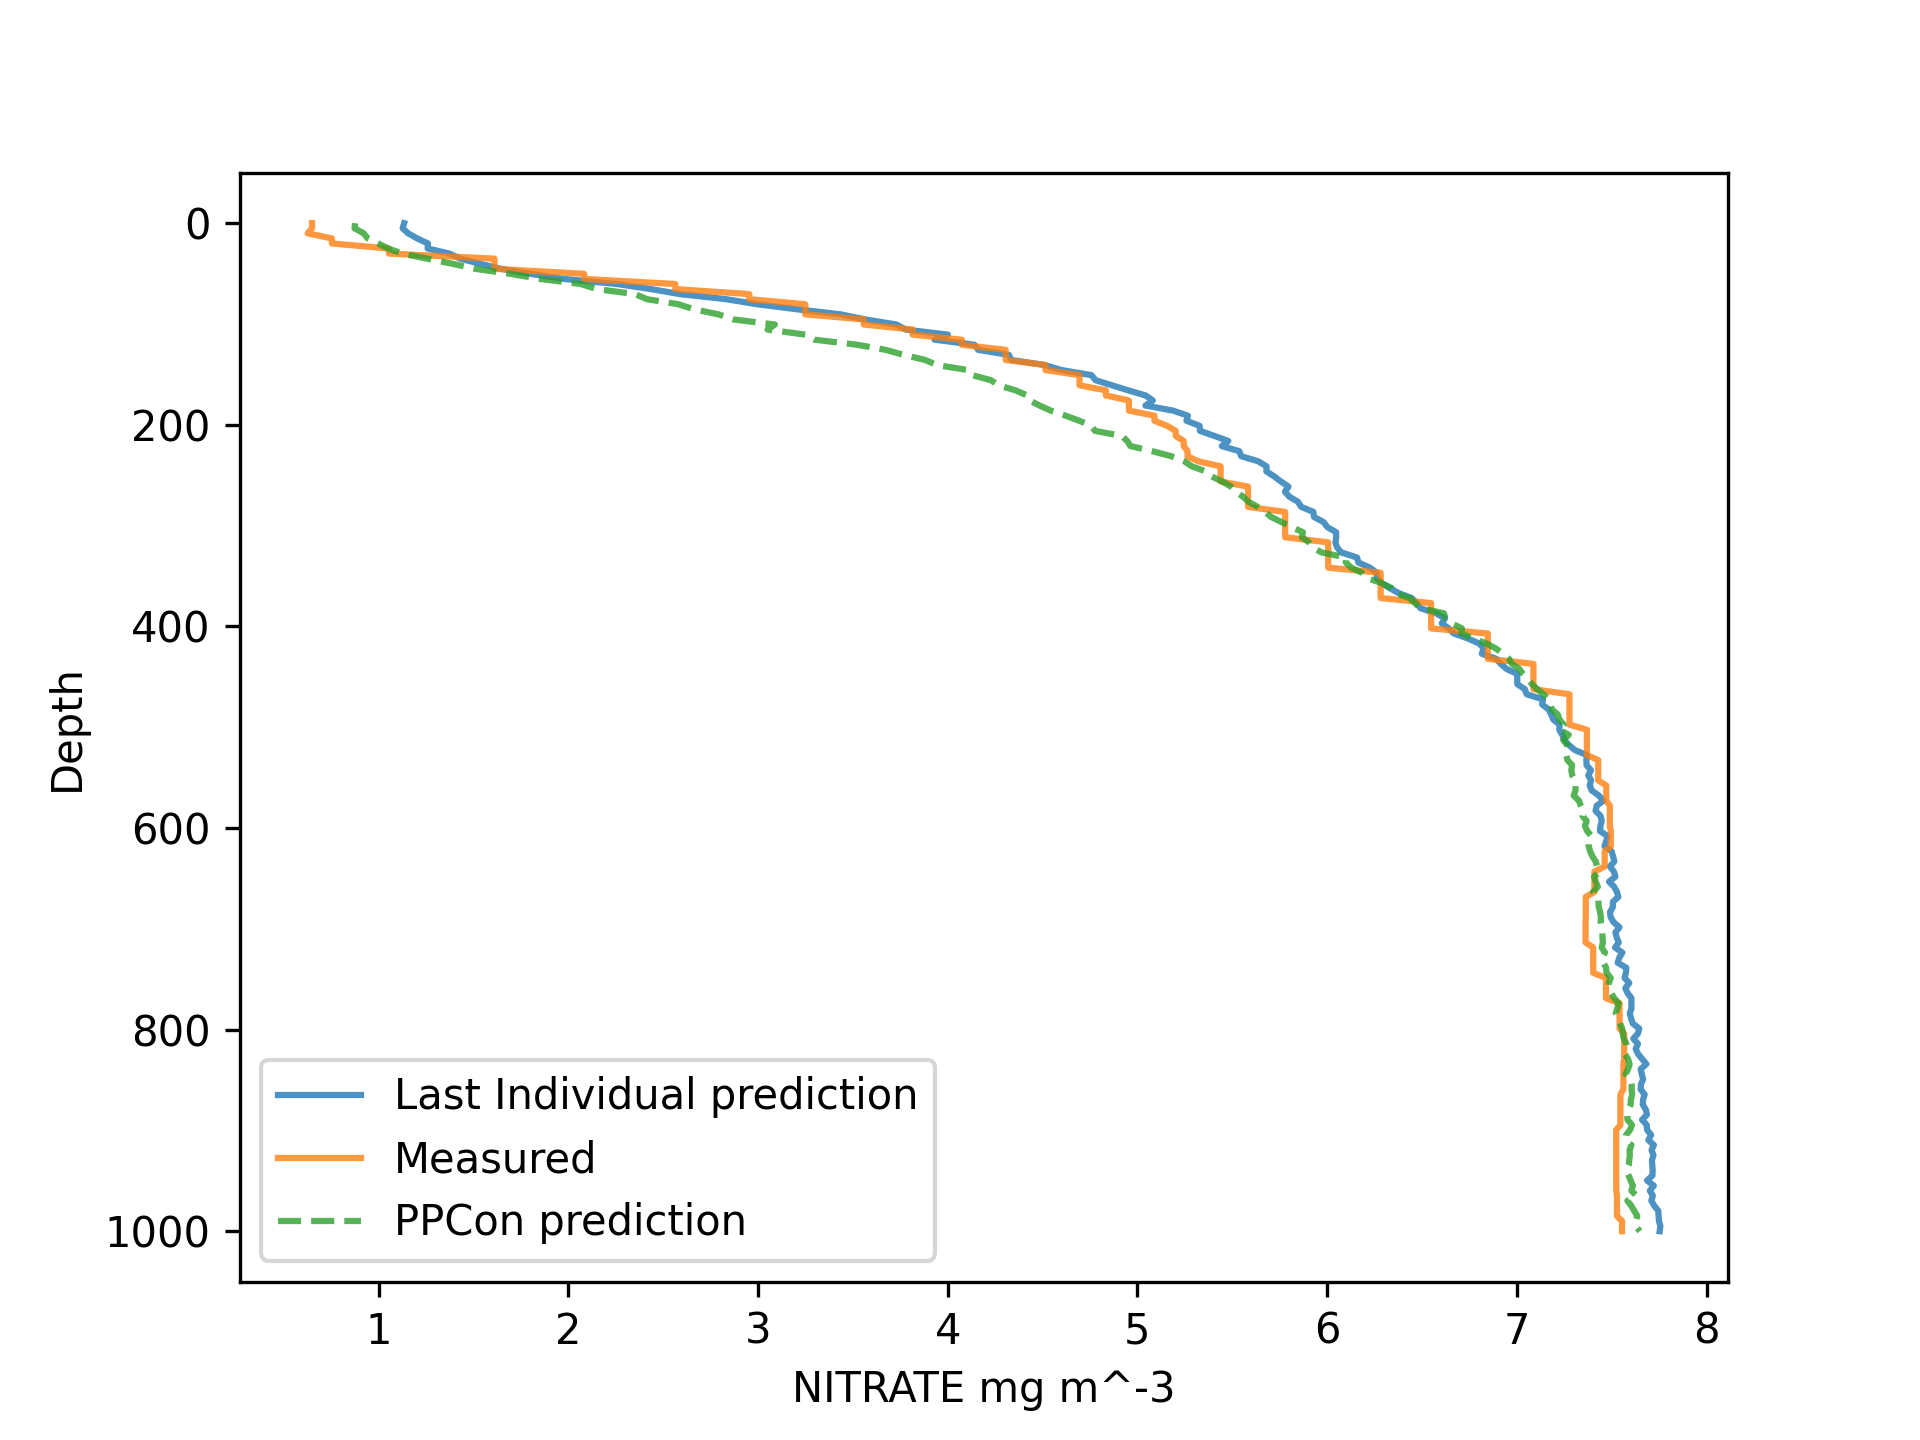 0
200
400
600
800
1000
Depth
Last Individual prediction
Measured
PPCon prediction
1 2 3 4 5 6 7 8
NITRATE mg m^-3